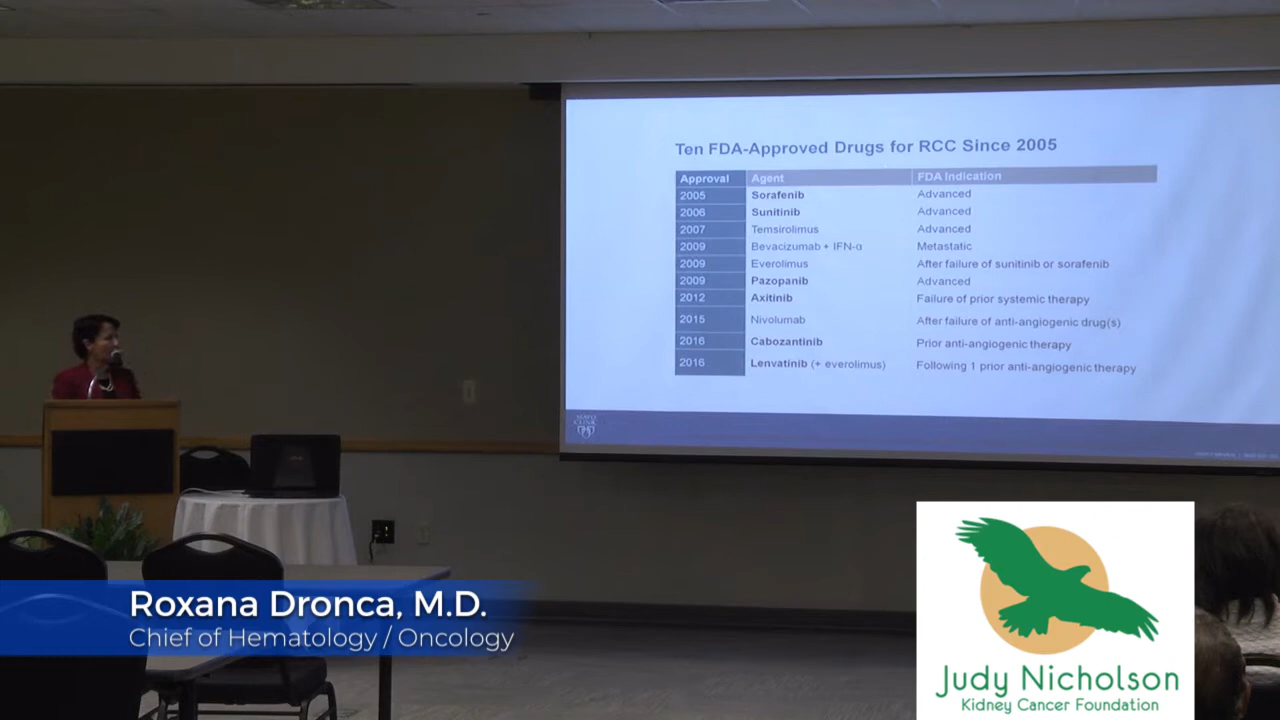 Ten FDA-Approved Drugs for RCC Since 2005
Approval Agent FDA Indication
2005 Sorafenib Advanced
2006 Sunitinib Advanced
2007 Temsirolimus Advanced
2009 Bevacizumab + IFN-α Metastatic
2009 Everolimus After failure of sunitinib or sorafenib
2009 Pazopanib Advanced
2012 Axitinib Failure of prior systemic therapy
2015 Nivolumab After failure of anti-angiogenic drug(s)
2016 Cabozantinib Prior anti-angiogenic therapy
2016 Lenvatinib (+ everolimus) Following 1 prior anti-angiogenic therapy
MAYO
CLINIC
Roxana Dronca, M.D.
Chief of Hematology / Oncology
Judy Nicholson
Kidney Cancer Foundation